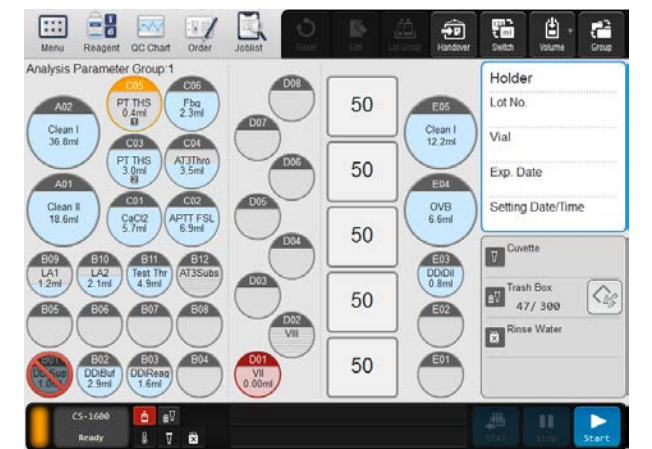 Menu
Reagent
QC Chart
Order
Joblist
Reset
Edit
Lot Group
Handover
Switch
Volume
Group
Analysis Parameter Group:1
A02
Clean I
36.8ml
C05
PT THS
0.4ml
1
C06
Fbg
2.3ml
C03
PT THS
3.0ml
2
C04
AT3Thro
3.5ml
A01
Clean II
18.6ml
C01
CaCl2
5.7ml
C02
APTT FSL
6.9ml
B09
LA1
1.2ml
B10
LA2
2.1ml
B11
Test Thr
4.9ml
B12
AT3Subs
B05
B06
B07
B08
B01
DDiSup
1.0ml
B02
DDiBuf
2.9ml
B03
DDiReag
1.6ml
B04
D08
D07
D06
D05
D04
D03
D02
VIII
D01
VII
0.00ml
50
50
50
50
50
E05
Clean I
12.2ml
E04
OVB
6.6ml
E03
DDiDil
0.8ml
E02
E01
Holder
Lot No.
Vial
Exp. Date
Setting Date/Time
Cuvette
Trash Box
47/ 300
Rinse Water
CS-1600
Ready
Stop
Start